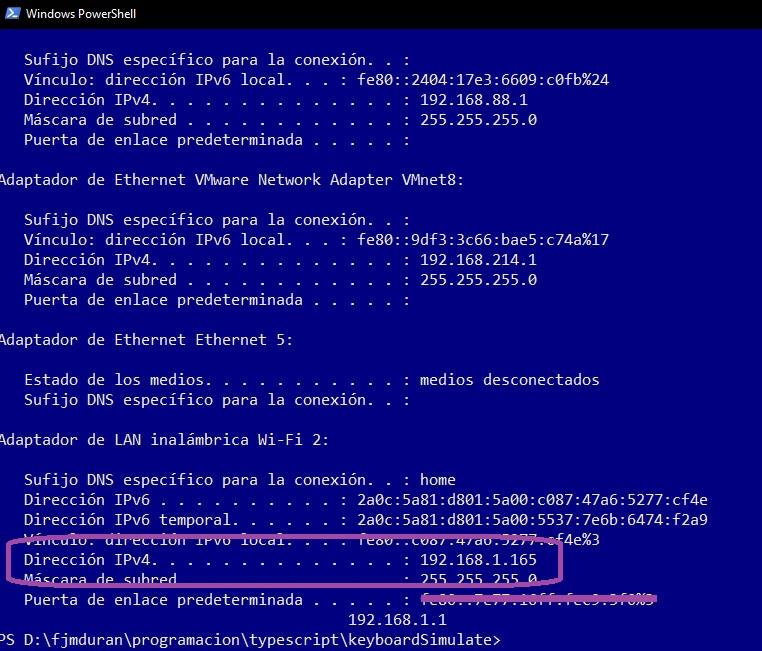 Windows PowerShell
Sufijo DNS específico para la conexión. . :
Vínculo: dirección IPv6 local. . . : fe80::2404:17e3:6609:c0fb%24
Dirección IPv4. . . . . . . . . . . . . . : 192.168.88.1
Máscara de subred . . . . . . . . . . . . : 255.255.255.0
Puerta de enlace predeterminada . . . . . :
Adaptador de Ethernet VMware Network Adapter VMnet8:
Sufijo DNS específico para la conexión. . :
Vínculo: dirección IPv6 local. . . : fe80::9df3:3c66:bae5:c74a%17
Dirección IPv4. . . . . . . . . . . . . . : 192.168.214.1
Máscara de subred . . . . . . . . . . . . : 255.255.255.0
Puerta de enlace predeterminada . . . . . :
Adaptador de Ethernet Ethernet 5:
Estado de los medios. . . . . . . . . . . : medios desconectados
Sufijo DNS específico para la conexión. . :
Adaptador de LAN inalámbrica Wi-Fi 2:
Sufijo DNS específico para la conexión. . : home
Dirección IPv6 . . . . . . . . . . : 2a0c:5a81:d801:5a00:c087:47a6:5277:cf4e
Dirección IPv6 temporal. . . . . . : 2a0c:5a81:d801:5a00:5537:7e6b:6474:f2a9
Vínculo: dirección IPv6 local. . . : fe80::c087:47a6:5277:cf4e%3
Dirección IPv4. . . . . . . . . . . . . . : 192.168.1.165
Máscara de subred . . . . . . . . . . . . : 255.255.255.0
Puerta de enlace predeterminada . . . . . :
192.168.1.1
PS D:\fjmduran\programacion\typescript\keyboardSimulate>